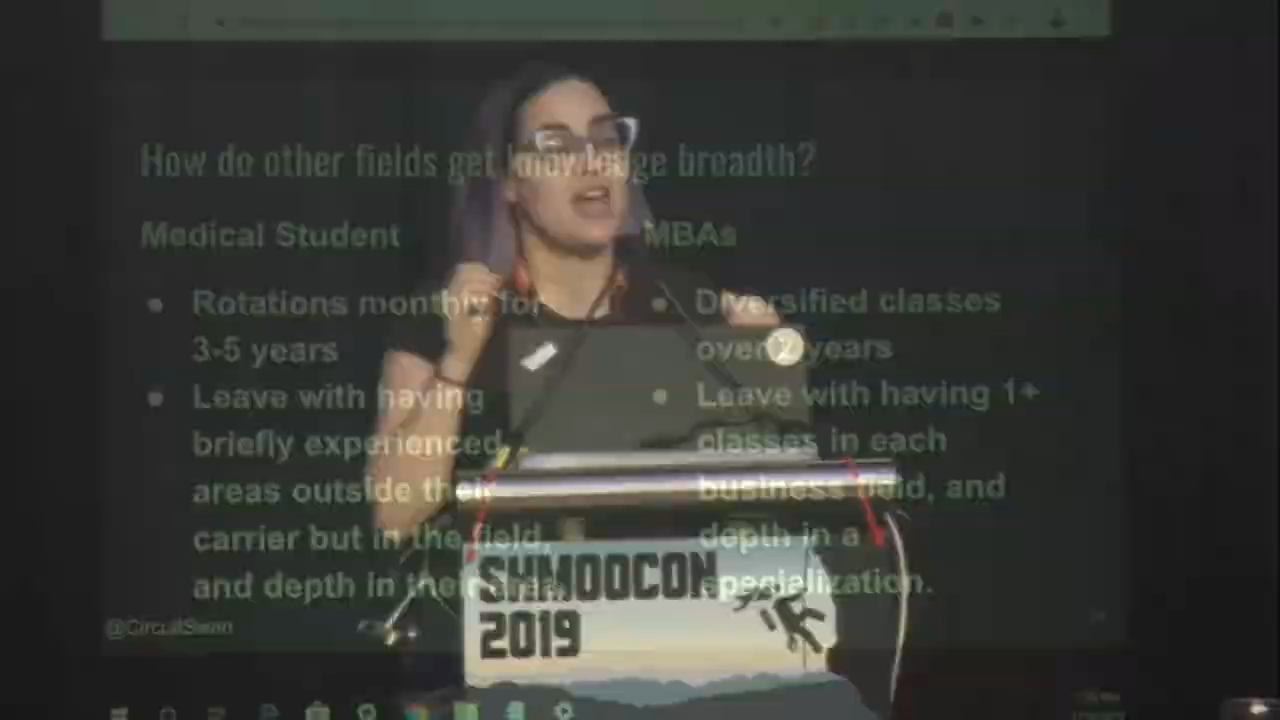 How do other fields get knowledge breadth?
Medical Student
• Rotations monthly for
3-5 years
• Leave with having
briefly experienced
areas outside their
carrier but in the field,
and depth in their area.
MBAs
• Diversified classes
over 2 years
• Leave with having 1+
classes in each
business field, and
depth in a
specialization.
@CircuitSwan
SHMOOCON
2019